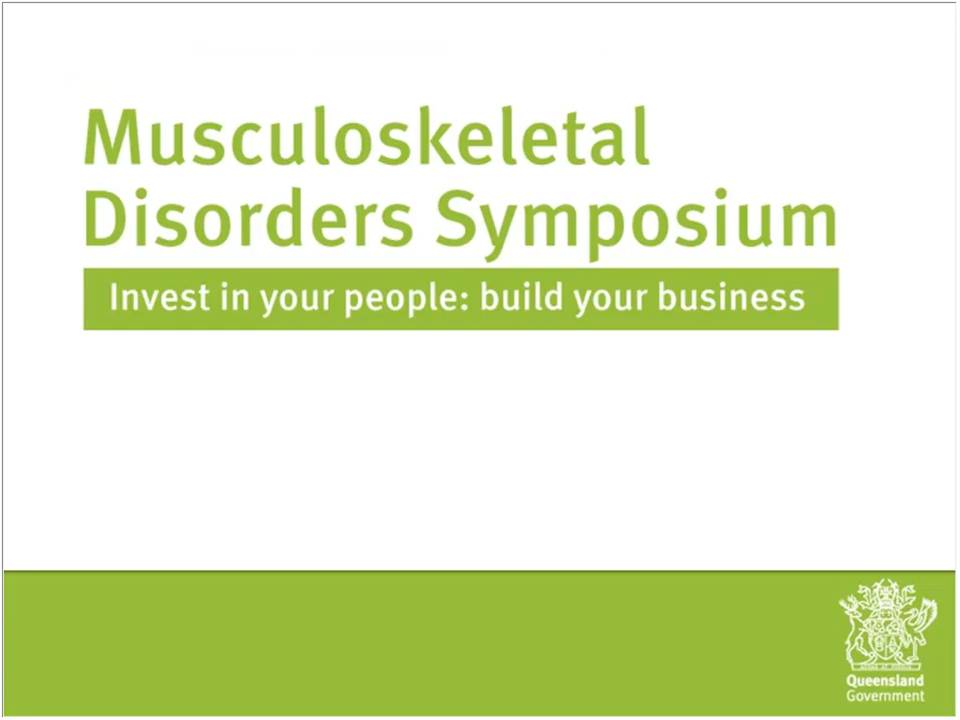 Musculoskeletal
Disorders Symposium
Invest in your people: build your business
Queensland
Government